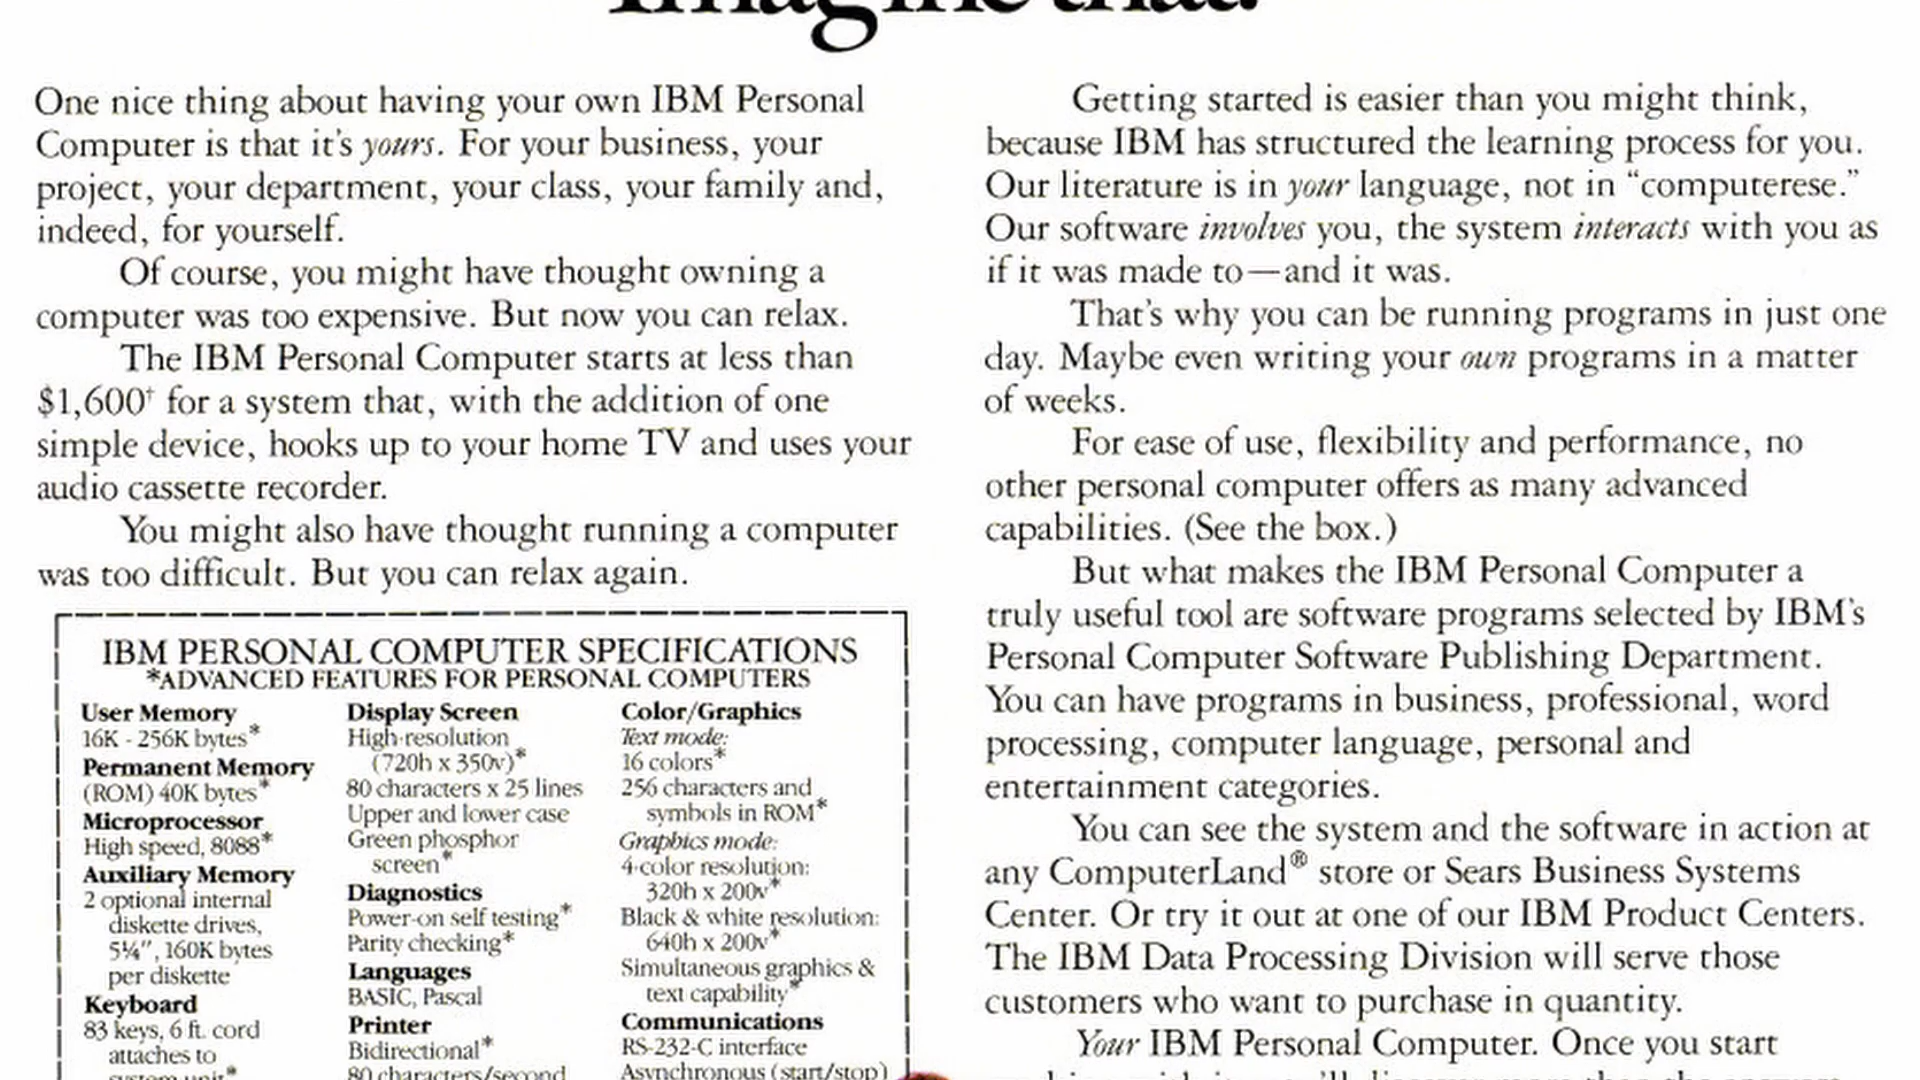 Imagine that.
One nice thing about having your own IBM Personal
Computer is that it's yours. For your business, your
project, your department, your class, your family and,
indeed, for yourself.
Of course, you might have thought owning a
computer was too expensive. But now you can relax.
The IBM Personal Computer starts at less than
$1,600† for a system that, with the addition of one
simple device, hooks up to your home TV and uses your
audio cassette recorder.
You might also have thought running a computer
was too difficult. But you can relax again.
IBM PERSONAL COMPUTER SPECIFICATIONS
*ADVANCED FEATURES FOR PERSONAL COMPUTERS
User Memory
16K - 256K bytes*
Permanent Memory
(ROM) 40K bytes*
Microprocessor
High speed, 8088*
Auxiliary Memory
2 optional internal
diskette drives,
5¼", 160K bytes
per diskette
Keyboard
83 keys, 6 ft. cord
attaches to
system unit*
Display Screen
High-resolution
(720h x 350v)*
80 characters x 25 lines
Upper and lower case
Green phosphor
screen*
Diagnostics
Power-on self testing*
Parity checking*
Languages
BASIC, Pascal
Printer
Bidirectional*
80 characters/second
Color/Graphics
Text mode:
16 colors*
256 characters and
symbols in ROM*
Graphics mode:
4-color resolution:
320h x 200v*
Black & white resolution:
640h x 200v*
Simultaneous graphics &
text capability*
Communications
RS-232-C interface
Asynchronous (start/stop)
Getting started is easier than you might think,
because IBM has structured the learning process for you.
Our literature is in your language, not in “computerese.”
Our software involves you, the system interacts with you as
if it was made to—and it was.
That's why you can be running programs in just one
day. Maybe even writing your own programs in a matter
of weeks.
For ease of use, flexibility and performance, no
other personal computer offers as many advanced
capabilities. (See the box.)
But what makes the IBM Personal Computer a
truly useful tool are software programs selected by IBM's
Personal Computer Software Publishing Department.
You can have programs in business, professional, word
processing, computer language, personal and
entertainment categories.
You can see the system and the software in action at
any ComputerLand® store or Sears Business Systems
Center. Or try it out at one of our IBM Product Centers.
The IBM Data Processing Division will serve those
customers who want to purchase in quantity.
Your IBM Personal Computer. Once you start